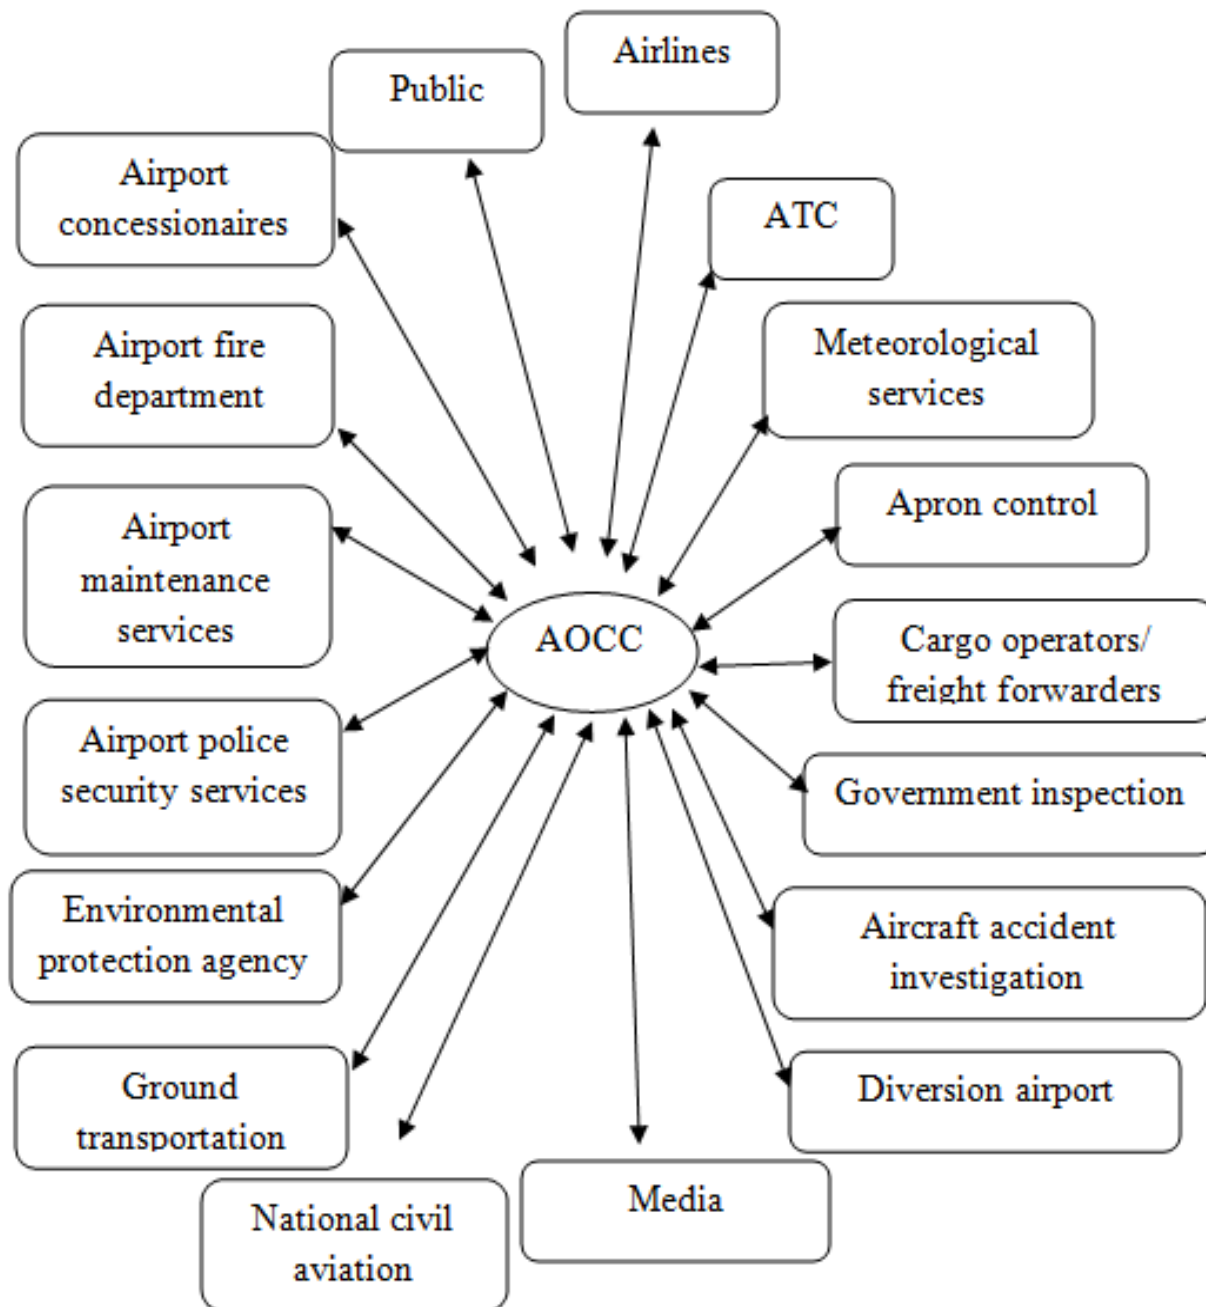 Airlines
Public
Airport
concessionaires
ATC
Airport fire
department
Meteorological
services
Airport
maintenance
services
Apron control
AOCC
Cargo operators/
freight forwarders
Airport police
security services
Government inspection
Environmental
protection agency
Aircraft accident
investigation
Ground
transportation
Diversion airport
National civil
aviation
Media